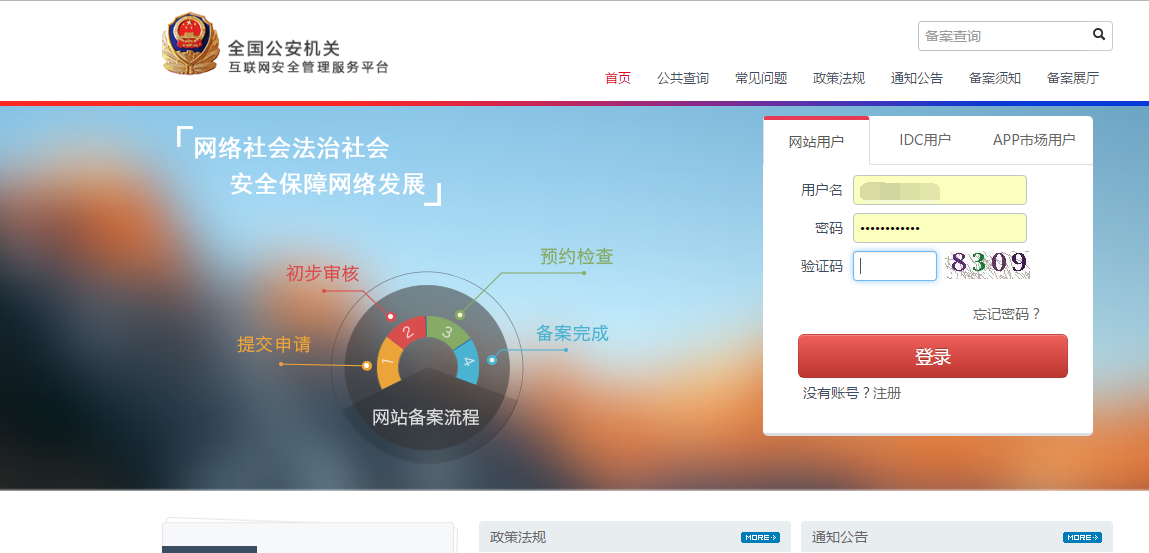 全国公安机关
互联网安全管理服务平台
备案查询
首页 公共查询 常见问题 政策法规 通知公告 备案须知 备案展厅
网络社会法治社会
安全保障网络发展
提交申请
初步审核
预约检查
备案完成
1 2 3 4
网站备案流程
网站用户 IDC用户 APP市场用户
用户名
密码
验证码 8309
忘记密码？
登录
没有账号？注册
政策法规 MORE
通知公告 MORE